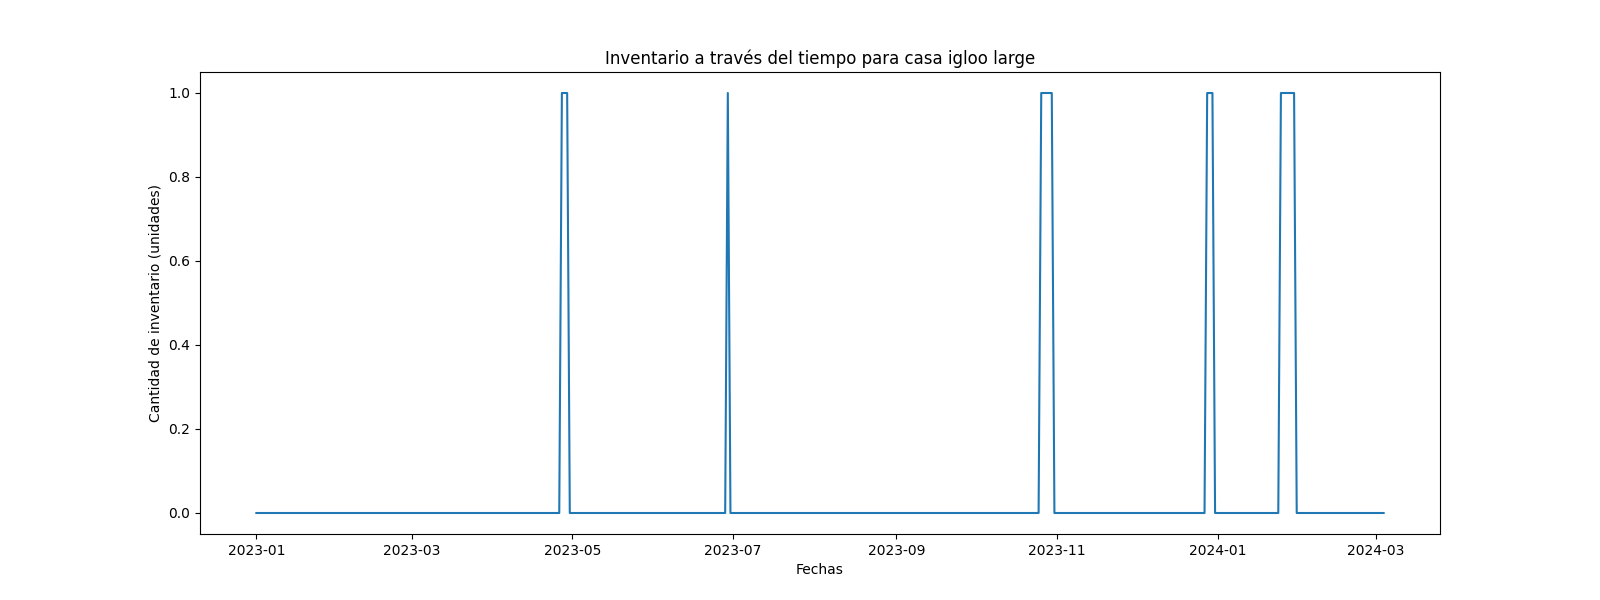 Inventario a través del tiempo para casa igloo large
Cantidad de inventario (unidades)
1.0
0.8
0.6
0.4
0.2
0.0
2023-01 2023-03 2023-05 2023-07 2023-09 2023-11 2024-01 2024-03
Fechas